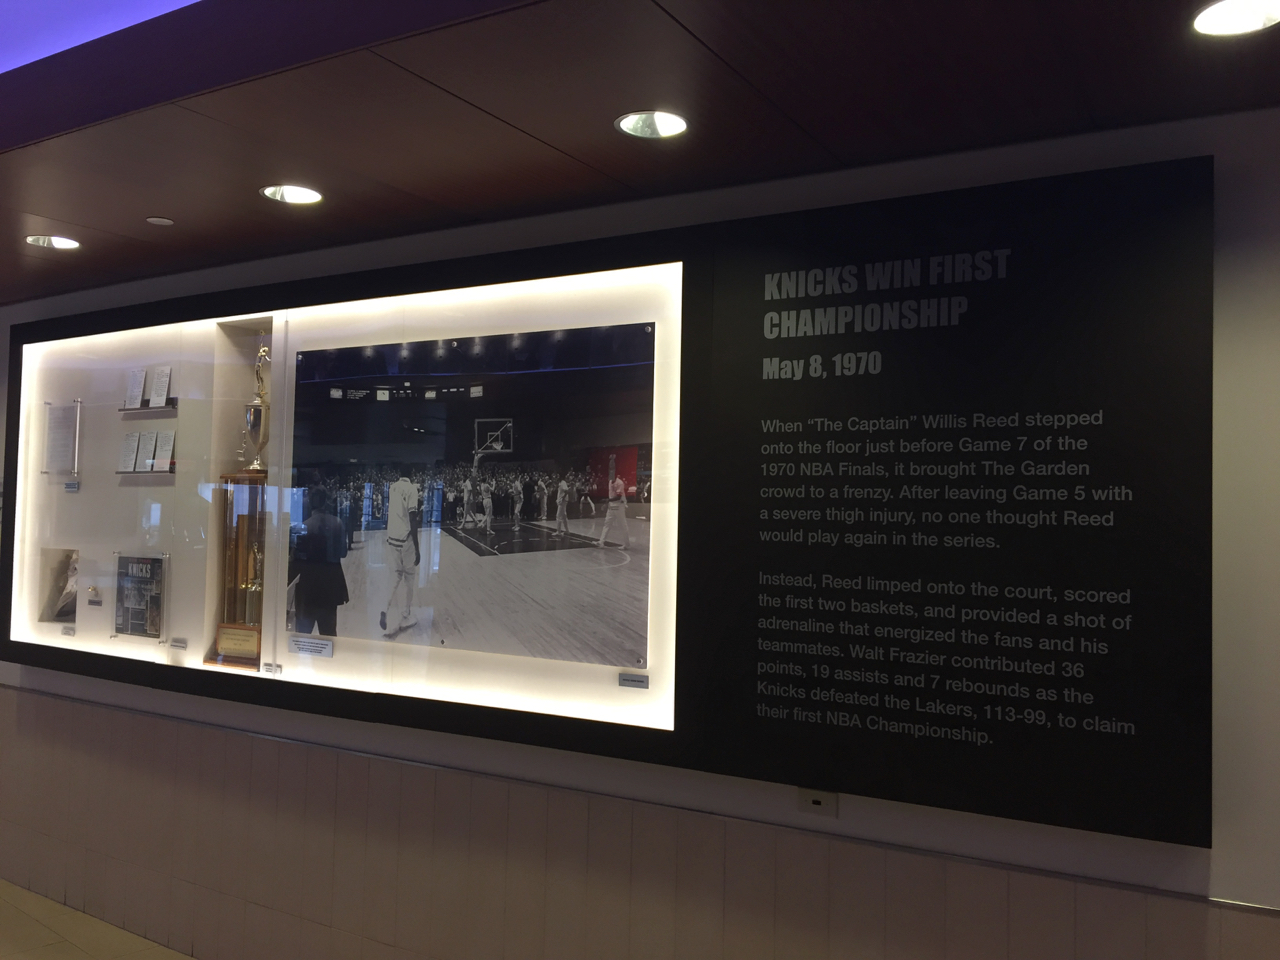 KNICKS WIN FIRST
CHAMPIONSHIP
May 8, 1970
When “The Captain” Willis Reed stepped
onto the floor just before Game 7 of the
1970 NBA Finals, it brought The Garden
crowd to a frenzy. After leaving Game 5 with
a severe thigh injury, no one thought Reed
would play again in the series.
Instead, Reed limped onto the court, scored
the first two baskets, and provided a shot of
adrenaline that energized the fans and his
teammates. Walt Frazier contributed 36
points, 19 assists and 7 rebounds as the
Knicks defeated the Lakers, 113-99, to claim
their first NBA Championship.
KNICKS